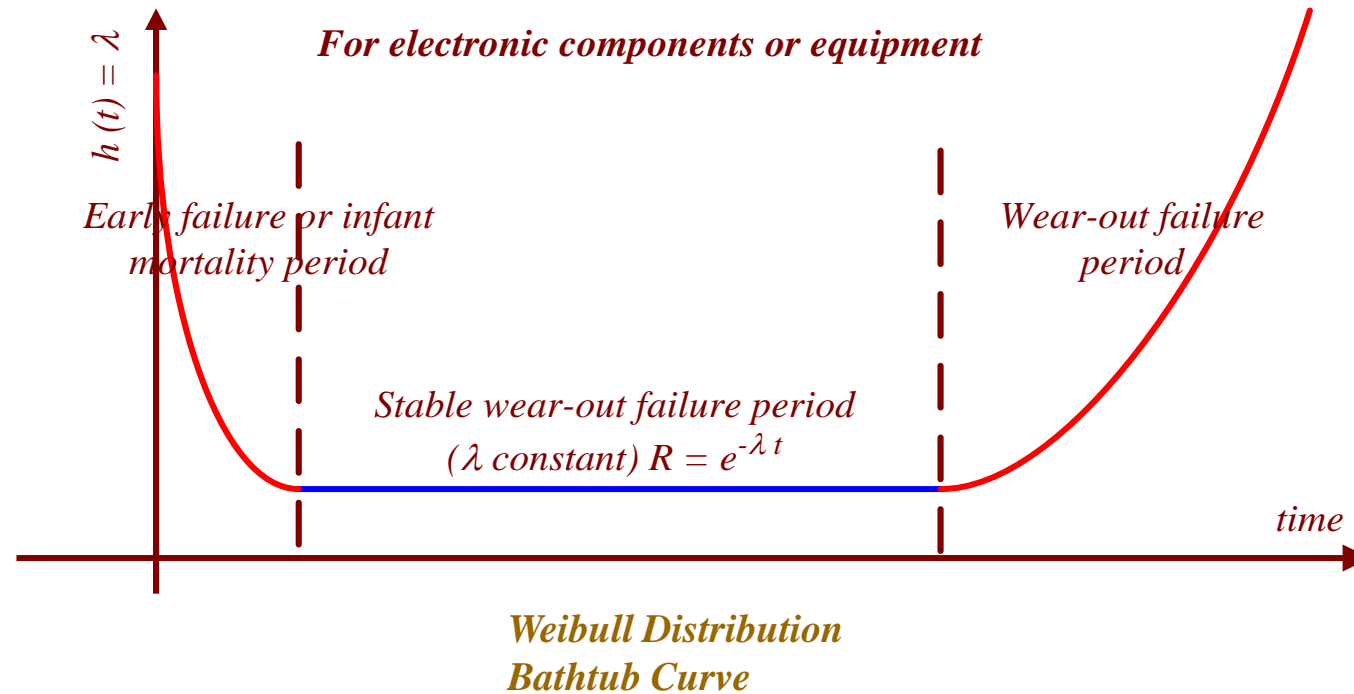 For electronic components or equipment
h (t) = λ
Early failure or infant
mortality period
Wear-out failure
period
Stable wear-out failure period
(λ constant) R = e^-λ t
time
Weibull Distribution
Bathtub Curve